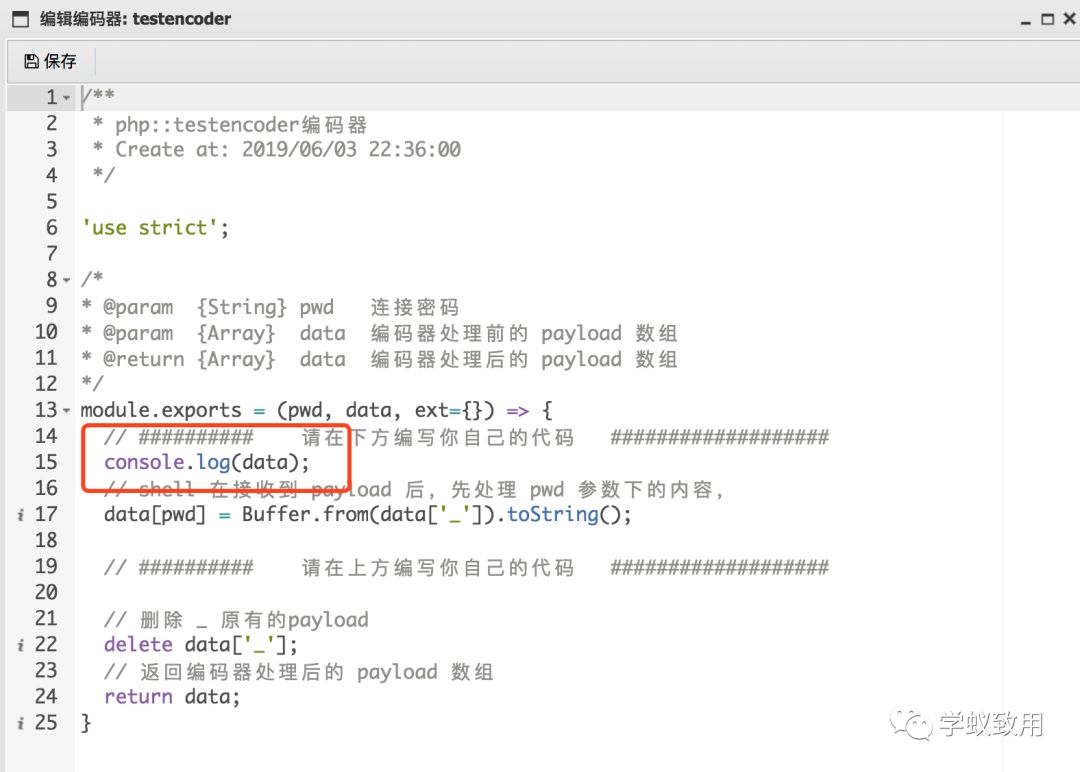 编辑编码器: testencoder
保存
1 /**
2 * php::testencoder编码器
3 * Create at: 2019/06/03 22:36:00
4 */
5
6 'use strict';
7
8 /*
9 * @param {String} pwd 连接密码
10 * @param {Array} data 编码器处理前的 payload 数组
11 * @return {Array} data 编码器处理后的 payload 数组
12 */
13 module.exports = (pwd, data, ext={}) => {
14 // ########## 请在下方编写你自己的代码 ###################
15 console.log(data);
16 // shell 在接收到 payload 后，先处理 pwd 参数下的内容，
i 17 data[pwd] = Buffer.from(data['_']).toString();
18
19 // ########## 请在上方编写你自己的代码 ###################
20
21 // 删除 _ 原有的payload
i 22 delete data['_'];
23 // 返回编码器处理后的 payload 数组
24 return data;
i 25 }
学蚁致用